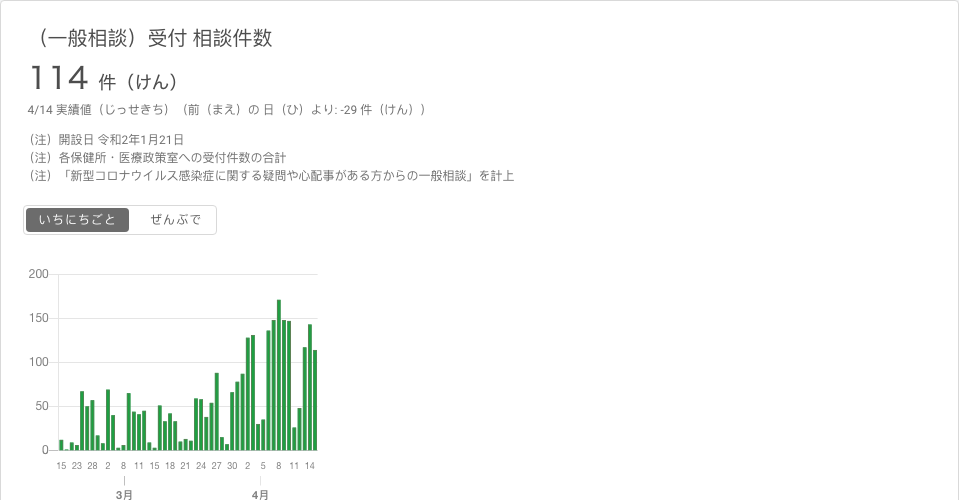 （一般相談）受付 相談件数
114 件（けん）
4/14 実績値（じっせきち）（前（まえ）の 日（ひ）より: -29 件（けん））
（注）開設日 令和2年1月21日
（注）各保健所・医療政策室への受付件数の合計
（注）「新型コロナウイルス感染症に関する疑問や心配事がある方からの一般相談」を計上
いちにちごと ぜんぶで
200
150
100
50
0
15 23 28 2 8 11 15 18 21 24 27 30 2 5 8 11 14
3月 4月